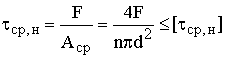 τср,н = F/Aср = 4F/nπd² ≤ [τср,н]